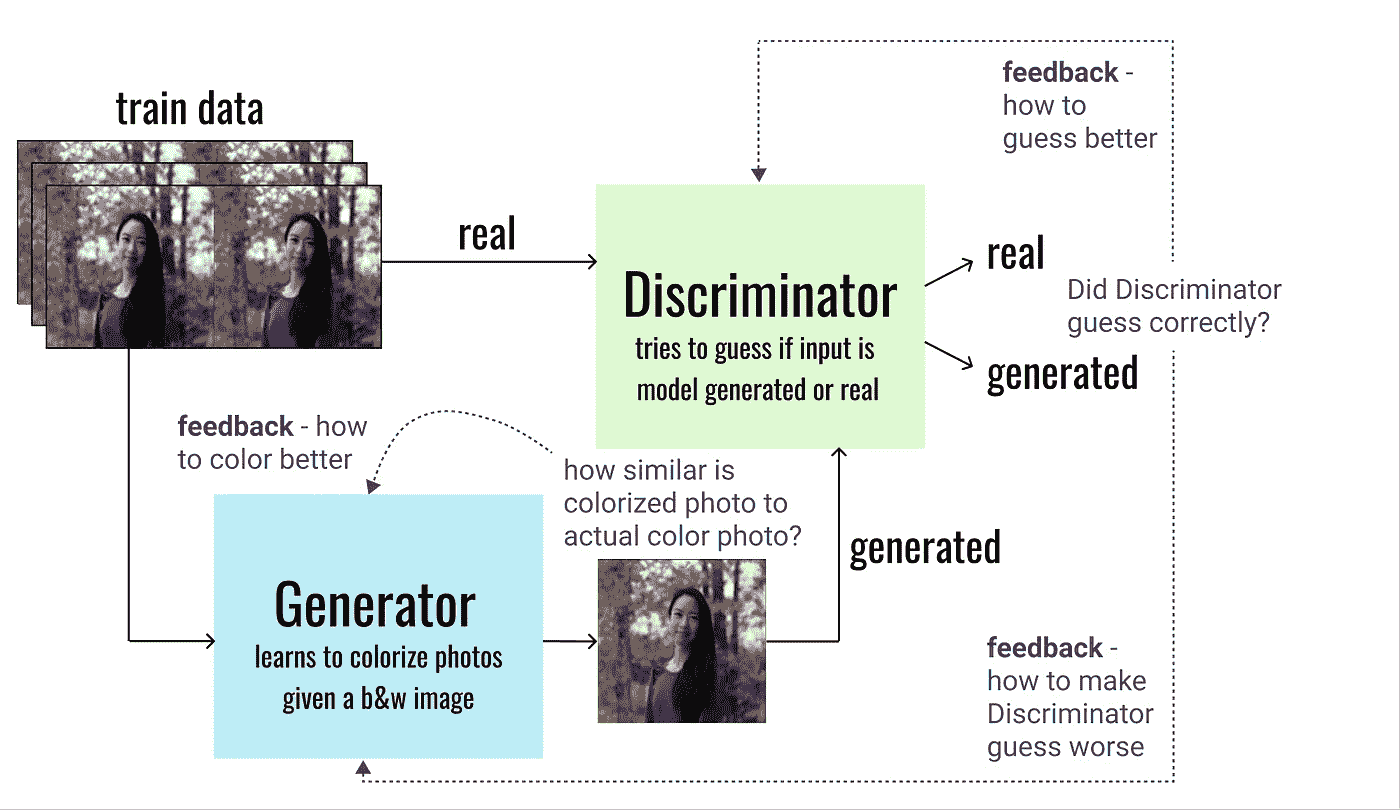 feedback -
how to
guess better
train data
real
real
Discriminator
tries to guess if input is
model generated or real
Did Discriminator
guess correctly?
generated
feedback - how
to color better
how similar is
colorized photo to
actual color photo?
generated
Generator
learns to colorize photos
given a b&w image
feedback -
how to make
Discriminator
guess worse